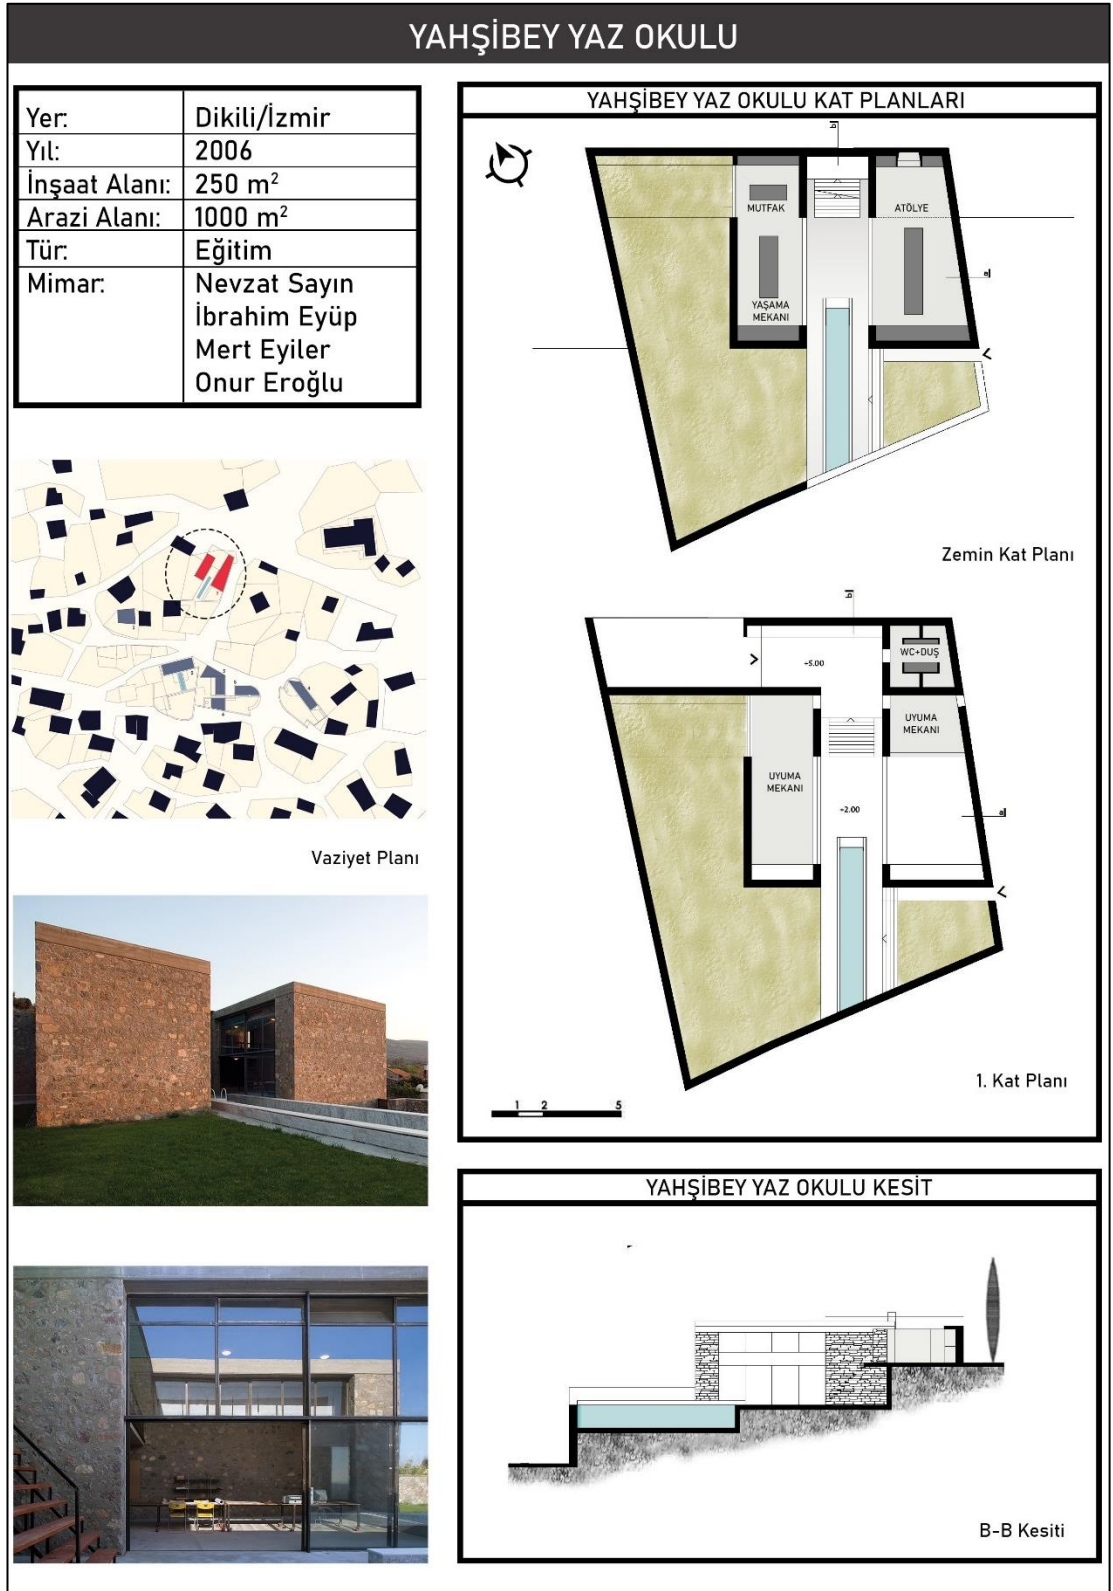 YAHŞİBEY YAZ OKULU
Yer: Dikili/İzmir
Yıl: 2006
İnşaat Alanı: 250 m²
Arazi Alanı: 1000 m²
Tür: Eğitim
Mimar: Nevzat Sayın
İbrahim Eyüp
Mert Eyiler
Onur Eroğlu
Vaziyet Planı
YAHŞİBEY YAZ OKULU KAT PLANLARI
b
MUTFAK
ATÖLYE
a
YAŞAMA
MEKANI
Zemin Kat Planı
b
WC+DUŞ
+5.00
UYUMA
MEKANI
UYUMA
MEKANI
+2.00
a
1. Kat Planı
1 2 5
YAHŞİBEY YAZ OKULU KESİT
B-B Kesiti